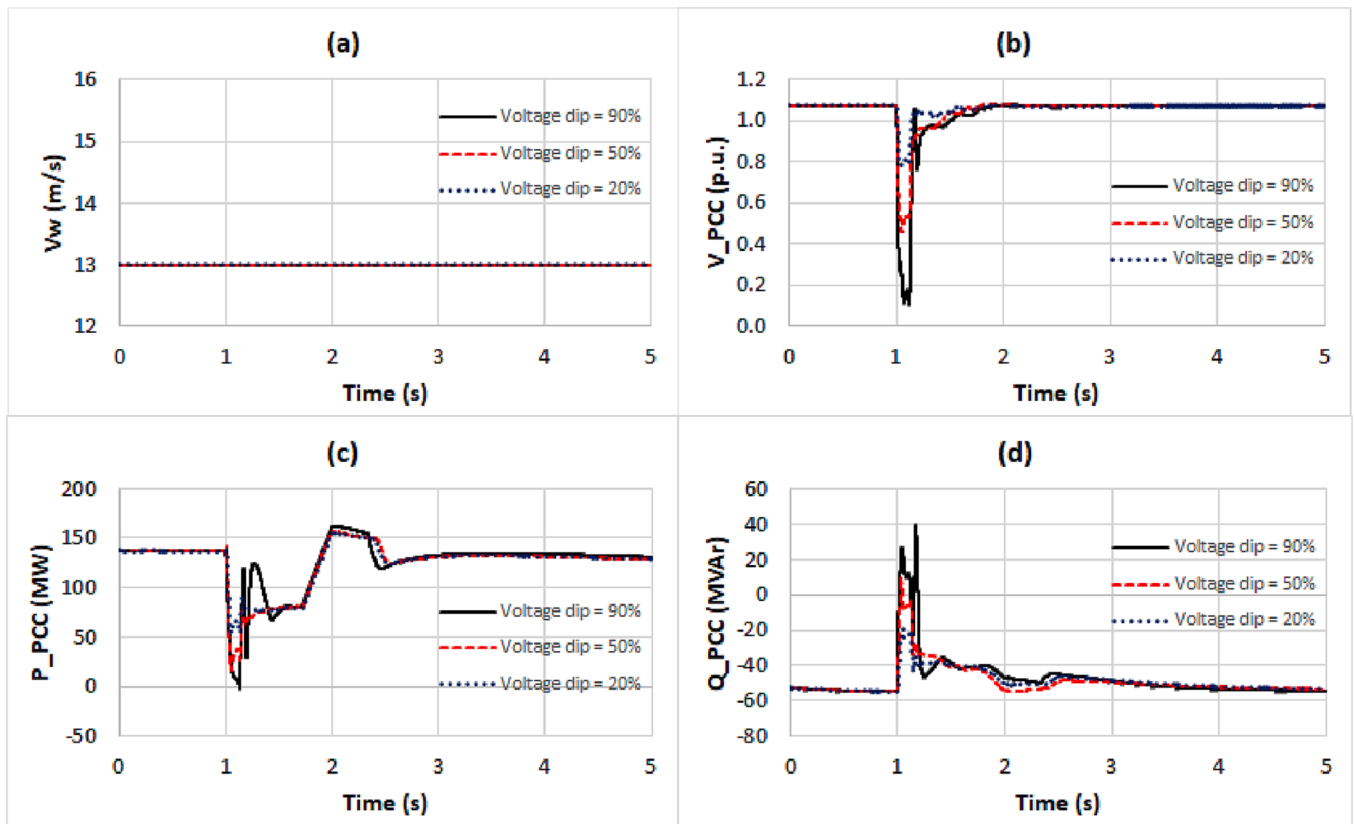 (a)
16
15
14
13
12
Vw (m/s)
Voltage dip = 90%
Voltage dip = 50%
Voltage dip = 20%
0 1 2 3 4 5
Time (s)
(b)
1.2
1.0
0.8
0.6
0.4
0.2
0.0
V_PCC (p.u.)
Voltage dip = 90%
Voltage dip = 50%
Voltage dip = 20%
0 1 2 3 4 5
Time (s)
(c)
200
150
100
50
0
-50
P_PCC (MW)
Voltage dip = 90%
Voltage dip = 50%
Voltage dip = 20%
0 1 2 3 4 5
Time (s)
(d)
60
40
20
0
-20
-40
-60
-80
Q_PCC (MVAr)
Voltage dip = 90%
Voltage dip = 50%
Voltage dip = 20%
0 1 2 3 4 5
Time (s)